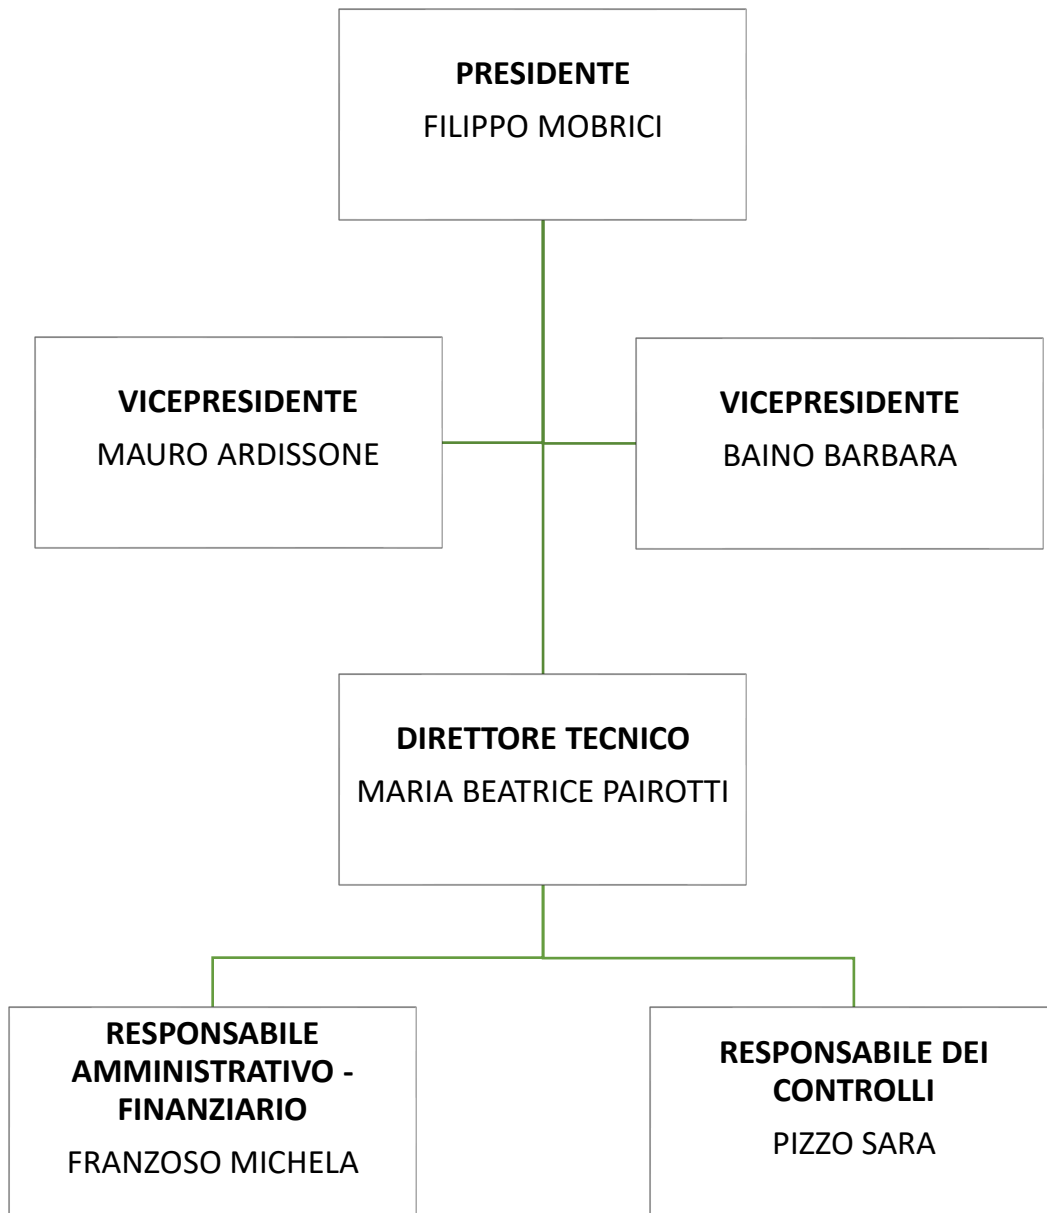 PRESIDENTE
FILIPPO MOBRICI
VICEPRESIDENTE
MAURO ARDISSONE
VICEPRESIDENTE
BAINO BARBARA
DIRETTORE TECNICO
MARIA BEATRICE PAIROTTI
RESPONSABILE
AMMINISTRATIVO -
FINANZIARIO
FRANZOSO MICHELA
RESPONSABILE DEI
CONTROLLI
PIZZO SARA